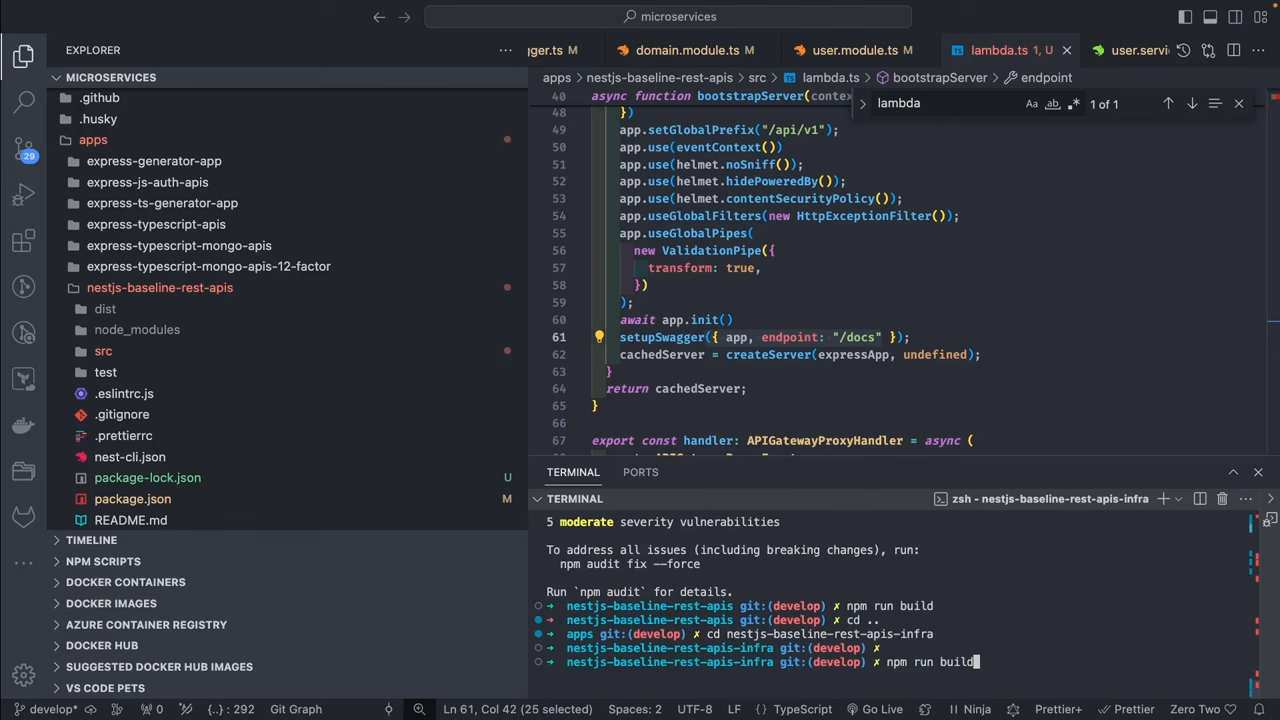 microservices
EXPLORER
MICROSERVICES
.github
.husky
apps
express-generator-app
express-js-auth-apis
express-ts-generator-app
express-typescript-apis
express-typescript-mongo-apis
express-typescript-mongo-apis-12-factor
nestjs-baseline-rest-apis
dist
node_modules
src
test
.eslintrc.js
.gitignore
.prettierrc
nest-cli.json
package-lock.json U
package.json M
README.md
TIMELINE
NPM SCRIPTS
DOCKER CONTAINERS
DOCKER IMAGES
AZURE CONTAINER REGISTRY
DOCKER HUB
SUGGESTED DOCKER HUB IMAGES
VS CODE PETS
29
gger.ts M domain.module.ts M user.module.ts M lambda.ts 1, U user.servi
apps > nestjs-baseline-rest-apis > src > lambda.ts > bootstrapServer > endpoint
lambda Aa ab 1 of 1
40 async function bootstrapServer(contex
48 })
49 app.setGlobalPrefix("/api/v1");
50 app.use(eventContext())
51 app.use(helmet.noSniff());
52 app.use(helmet.hidePoweredBy());
53 app.use(helmet.contentSecurityPolicy());
54 app.useGlobalFilters(new HttpExceptionFilter());
55 app.useGlobalPipes(
56 new ValidationPipe({
57 transform: true,
58 })
59 );
60 await app.init()
61 setupSwagger({ app, endpoint: "/docs" });
62 cachedServer = createServer(expressApp, undefined);
63 }
64 return cachedServer;
65 }
66
67 export const handler: APIGatewayProxyHandler = async (
TERMINAL PORTS
TERMINAL zsh - nestjs-baseline-rest-apis-infra
5 moderate severity vulnerabilities
To address all issues (including breaking changes), run:
npm audit fix --force
Run `npm audit` for details.
➜ nestjs-baseline-rest-apis git:(develop) ✗ npm run build
➜ nestjs-baseline-rest-apis git:(develop) ✗ cd ..
➜ apps git:(develop) ✗ cd nestjs-baseline-rest-apis-infra
➜ nestjs-baseline-rest-apis-infra git:(develop) ✗
➜ nestjs-baseline-rest-apis-infra git:(develop) ✗ npm run build
develop* 0 {..} : 292 Git Graph Ln 61, Col 42 (25 selected) Spaces: 2 UTF-8 LF TypeScript Go Live Ninja Prettier+ Prettier Zero Two